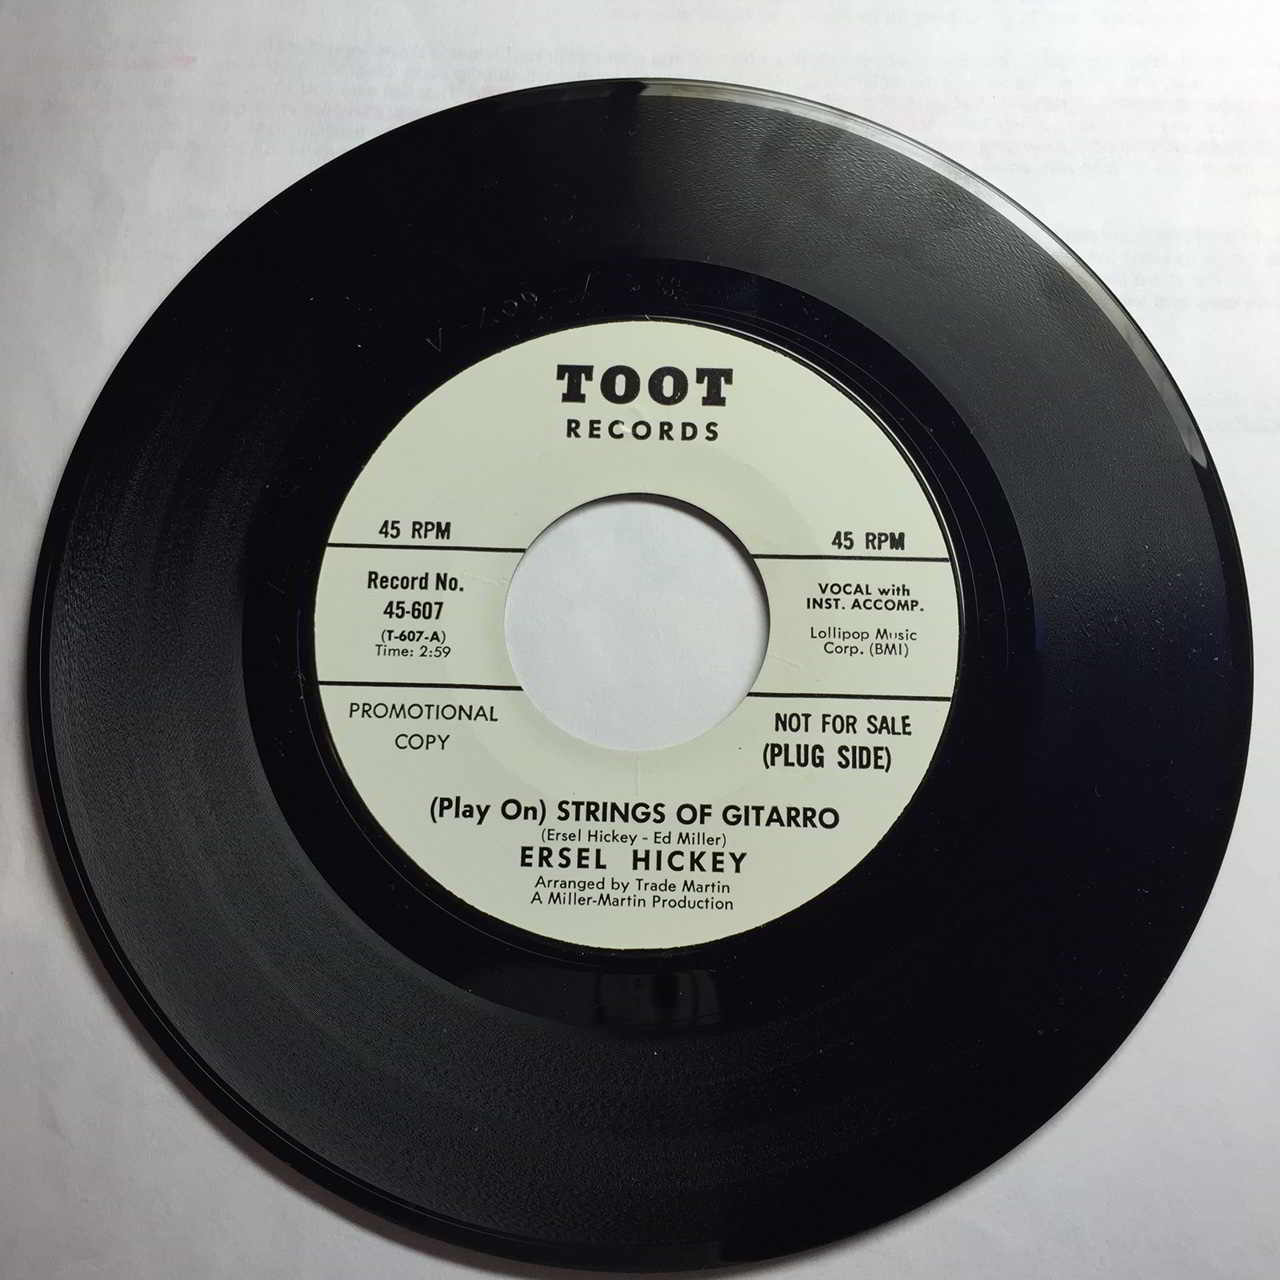 TOOT
RECORDS
45 RPM
45 RPM
Record No.
45-607
(T-607-A)
Time: 2:59
VOCAL with
INST. ACCOMP.
Lollipop Music
Corp. (BMI)
PROMOTIONAL
COPY
NOT FOR SALE
(PLUG SIDE)
(Play On) STRINGS OF GITARRO
(Ersel Hickey - Ed Miller)
ERSEL HICKEY
Arranged by Trade Martin
A Miller-Martin Production